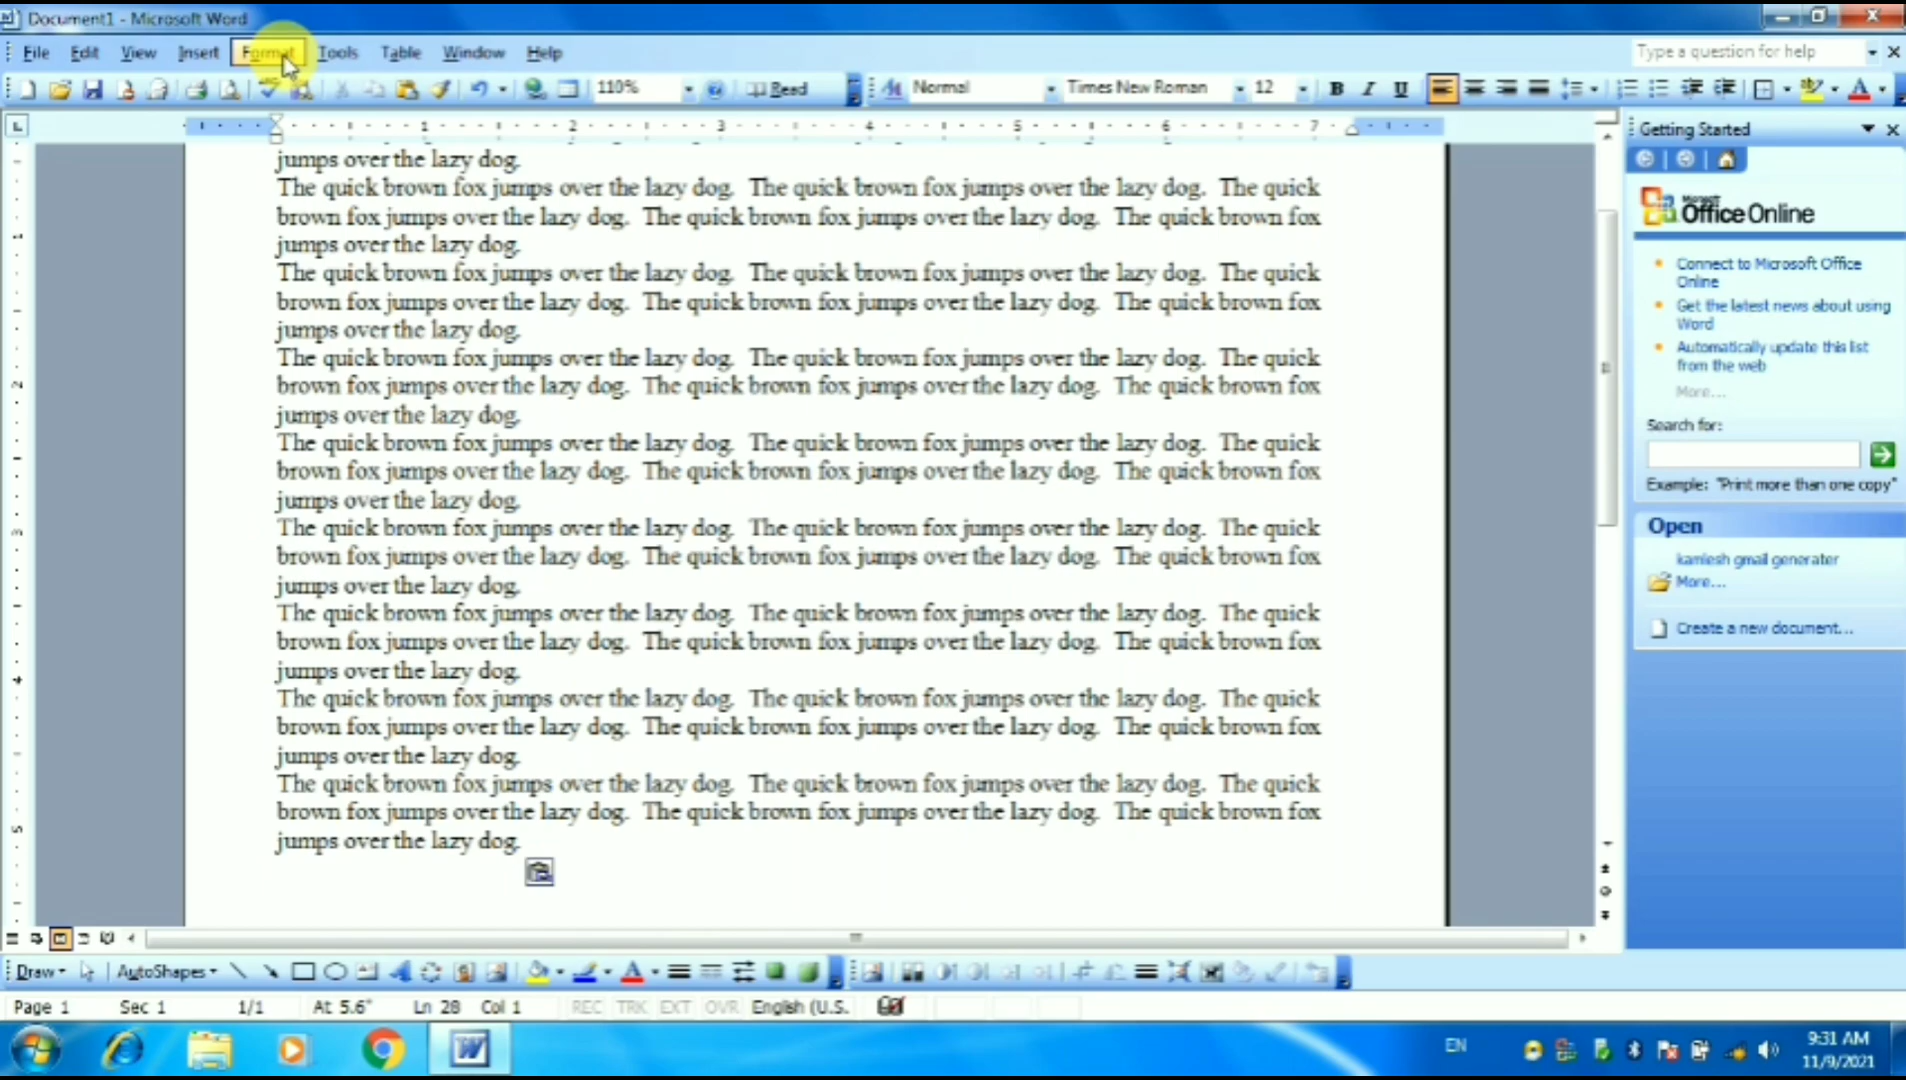 Document1 - Microsoft Word
File Edit View Insert Format Tools Table Window Help
Type a question for help
110% Read Normal Times New Roman 12 B I U A
1 2 3 4 5 6 7
Getting Started
jumps over the lazy dog.
The quick brown fox jumps over the lazy dog. The quick brown fox jumps over the lazy dog. The quick
brown fox jumps over the lazy dog. The quick brown fox jumps over the lazy dog. The quick brown fox
jumps over the lazy dog.
The quick brown fox jumps over the lazy dog. The quick brown fox jumps over the lazy dog. The quick
brown fox jumps over the lazy dog. The quick brown fox jumps over the lazy dog. The quick brown fox
jumps over the lazy dog.
The quick brown fox jumps over the lazy dog. The quick brown fox jumps over the lazy dog. The quick
brown fox jumps over the lazy dog. The quick brown fox jumps over the lazy dog. The quick brown fox
jumps over the lazy dog.
The quick brown fox jumps over the lazy dog. The quick brown fox jumps over the lazy dog. The quick
brown fox jumps over the lazy dog. The quick brown fox jumps over the lazy dog. The quick brown fox
jumps over the lazy dog.
The quick brown fox jumps over the lazy dog. The quick brown fox jumps over the lazy dog. The quick
brown fox jumps over the lazy dog. The quick brown fox jumps over the lazy dog. The quick brown fox
jumps over the lazy dog.
The quick brown fox jumps over the lazy dog. The quick brown fox jumps over the lazy dog. The quick
brown fox jumps over the lazy dog. The quick brown fox jumps over the lazy dog. The quick brown fox
jumps over the lazy dog.
The quick brown fox jumps over the lazy dog. The quick brown fox jumps over the lazy dog. The quick
brown fox jumps over the lazy dog. The quick brown fox jumps over the lazy dog. The quick brown fox
jumps over the lazy dog.
The quick brown fox jumps over the lazy dog. The quick brown fox jumps over the lazy dog. The quick
brown fox jumps over the lazy dog. The quick brown fox jumps over the lazy dog. The quick brown fox
jumps over the lazy dog.
Microsoft
Office Online
Connect to Microsoft Office
Online
Get the latest news about using
Word
Automatically update this list
from the web
More...
Search for:
Example: "Print more than one copy"
Open
kamlesh gmail generater
More...
Create a new document...
1
2
3
4
5
Draw AutoShapes A
Page 1 Sec 1 1/1 At 5.6" Ln 28 Col 1 REC TRK EXT OVR English (U.S.
EN
9:31 AM
11/9/2021